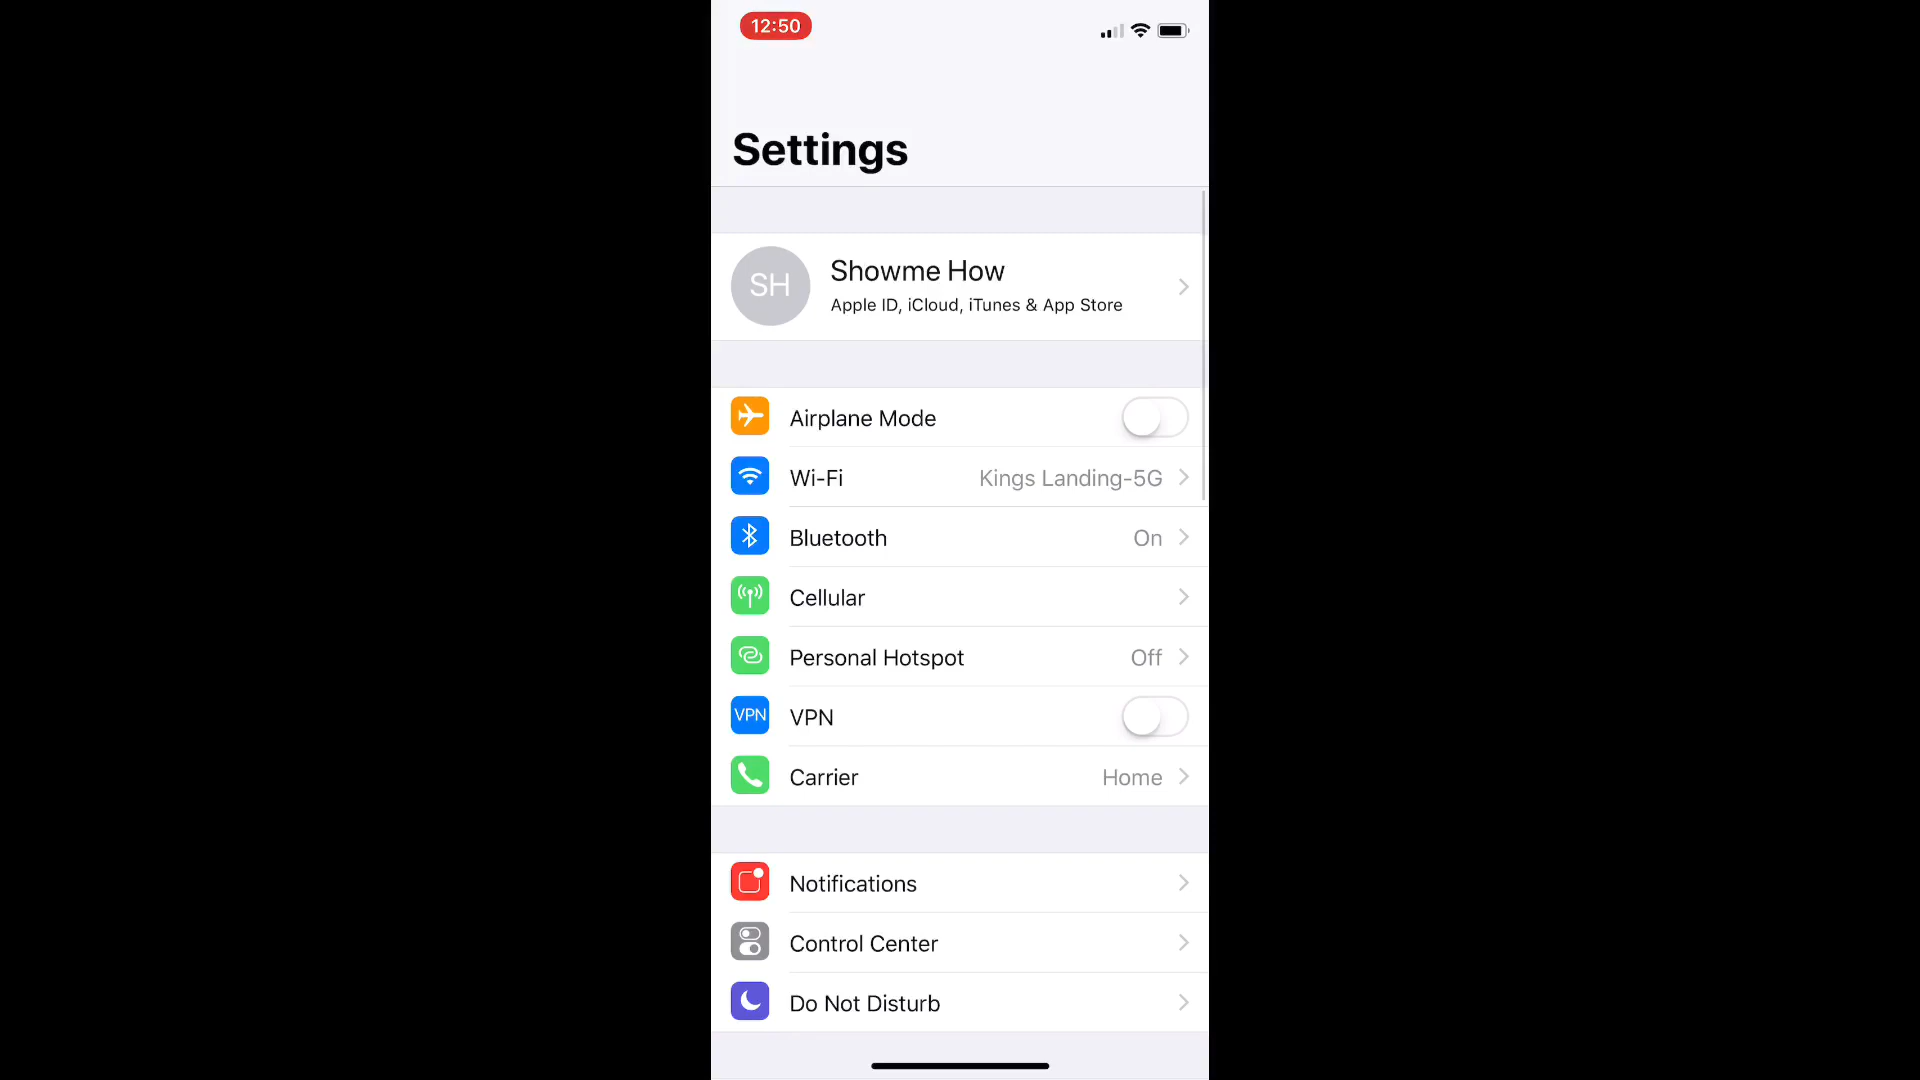 12:50
Settings
SH
Showme How
Apple ID, iCloud, iTunes & App Store
Airplane Mode
Wi-Fi Kings Landing-5G
Bluetooth On
Cellular
Personal Hotspot Off
VPN VPN
Carrier Home
Notifications
Control Center
Do Not Disturb